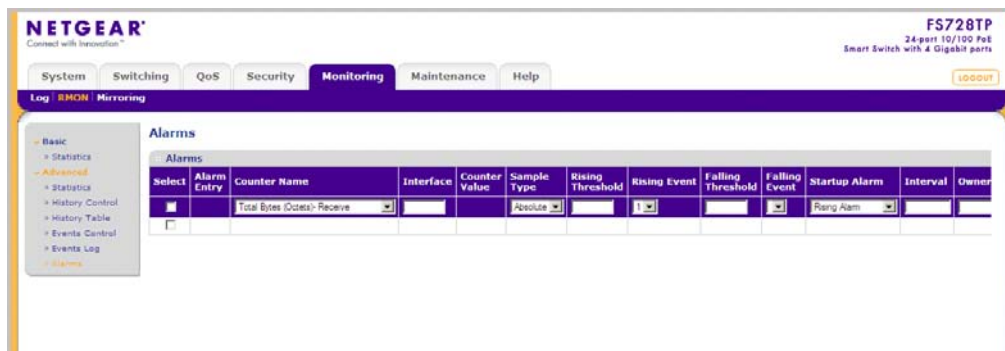 NETGEAR
Connect with Innovation™
FS728TP
24-port 10/100 PoE
Smart Switch with 4 Gigabit ports
System Switching QoS Security Monitoring Maintenance Help
LOGOUT
Log RMON Mirroring
Basic
» Statistics
Advanced
» Statistics
» History Control
» History Table
» Events Control
» Events Log
» Alarms
Alarms
Alarms
Select Alarm Entry Counter Name Interface Counter Value Sample Type Rising Threshold Rising Event Falling Threshold Falling Event Startup Alarm Interval Owner
Total Bytes (Octets)- Receive Absolute 1 Rising Alarm